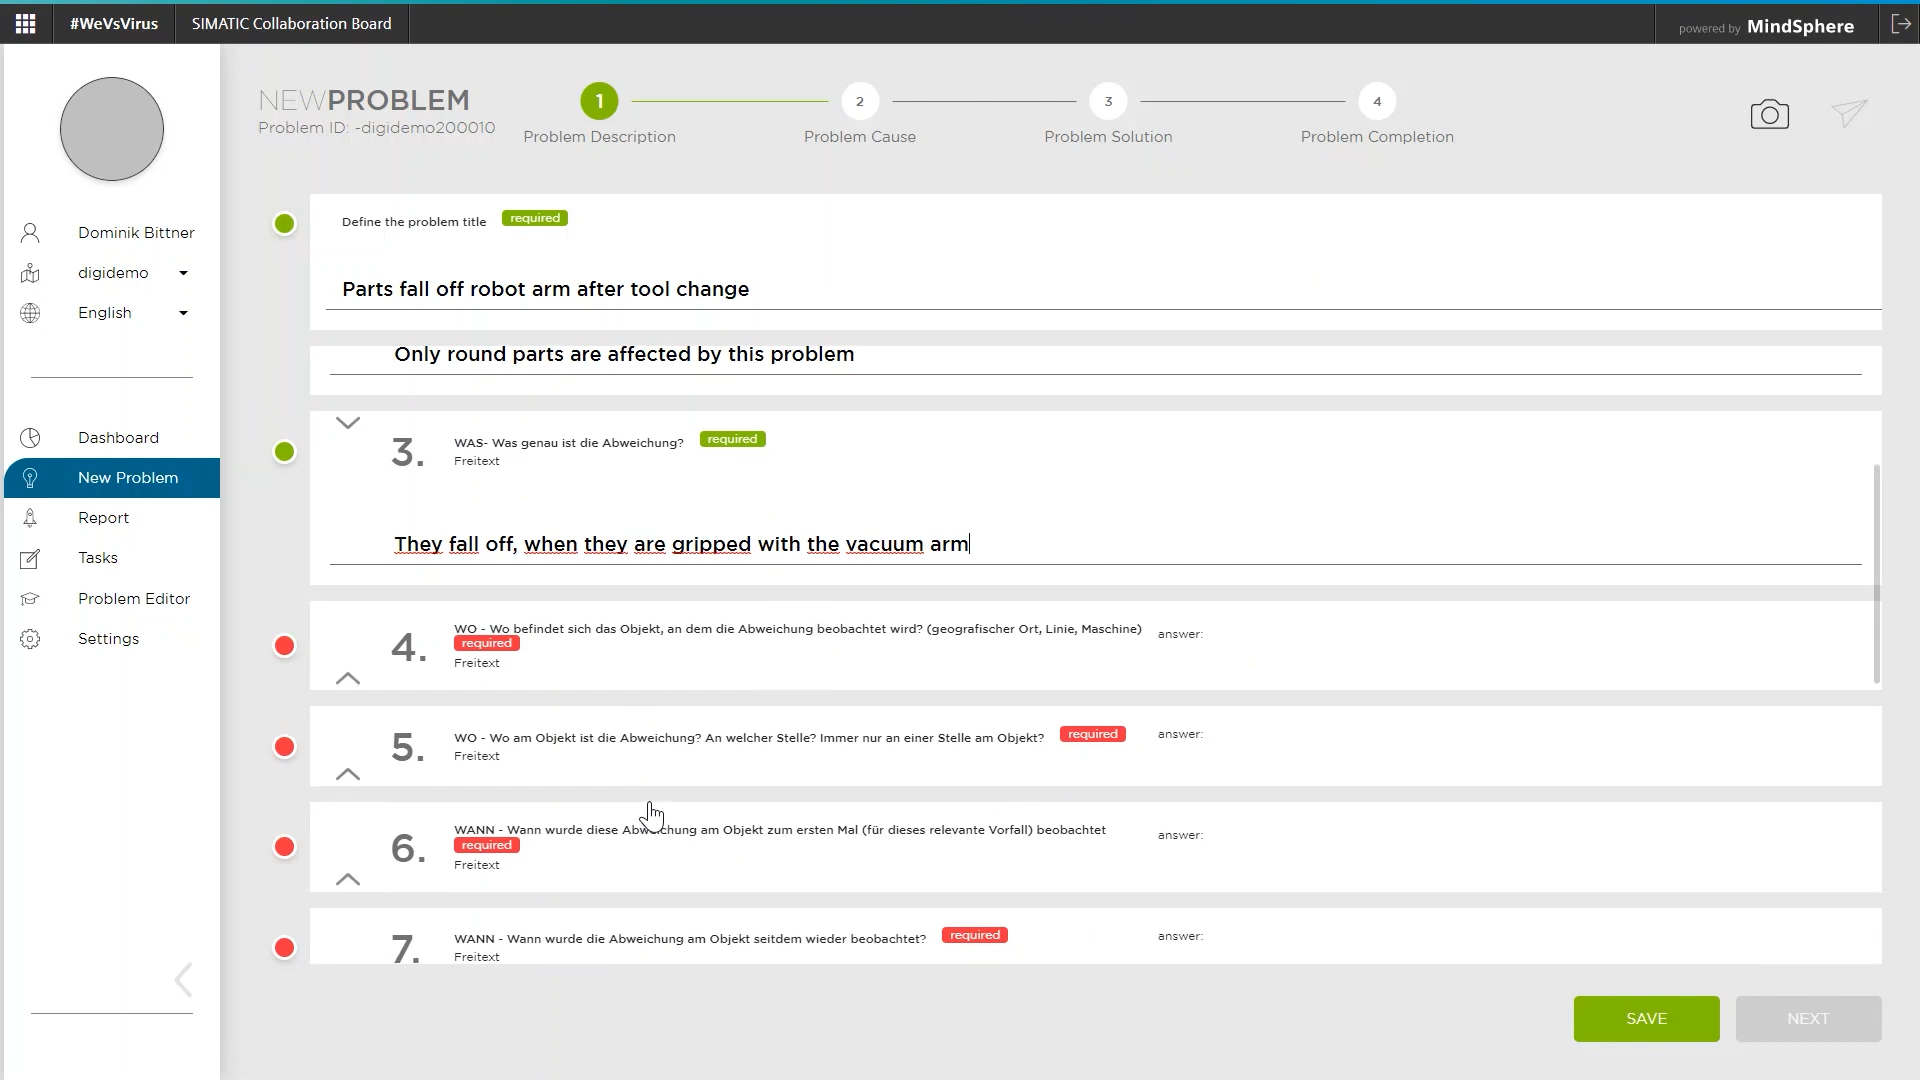 #WeVsVirus
SIMATIC Collaboration Board
powered by MindSphere
NEWPROBLEM
Problem ID: -digidemo200010
1
Problem Description
2
Problem Cause
3
Problem Solution
4
Problem Completion
Dominik Bittner
digidemo
English
Dashboard
New Problem
Report
Tasks
Problem Editor
Settings
Define the problem title required
Parts fall off robot arm after tool change
Only round parts are affected by this problem
3.
WAS- Was genau ist die Abweichung? required
Freitext
They fall off, when they are gripped with the vacuum arm
4.
WO - Wo befindet sich das Objekt, an dem die Abweichung beobachtet wird? (geografischer Ort, Linie, Maschine)
required
Freitext
answer:
5.
WO - Wo am Objekt ist die Abweichung? An welcher Stelle? Immer nur an einer Stelle am Objekt? required
Freitext
answer:
6.
WANN - Wann wurde diese Abweichung am Objekt zum ersten Mal (für dieses relevante Vorfall) beobachtet
required
Freitext
answer:
7.
WANN - Wann wurde die Abweichung am Objekt seitdem wieder beobachtet? required
Freitext
answer:
SAVE
NEXT